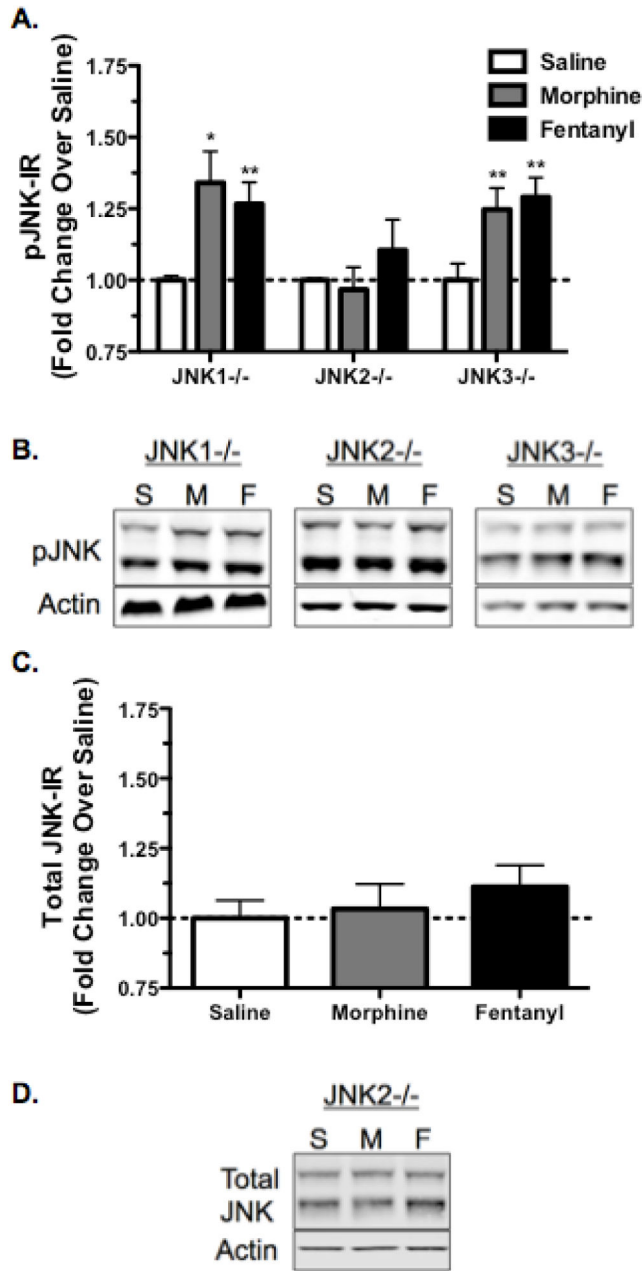 A.
pJNK-IR
(Fold Change Over Saline)
1.75
1.50
1.25
1.00
0.75
Saline
Morphine
Fentanyl
* ** ** **
JNK1-/- JNK2-/- JNK3-/-
B.
JNK1-/- JNK2-/- JNK3-/-
S M F S M F S M F
pJNK
Actin
C.
Total JNK-IR
(Fold Change Over Saline)
1.75
1.50
1.25
1.00
0.75
Saline Morphine Fentanyl
D.
JNK2-/-
S M F
Total
JNK
Actin